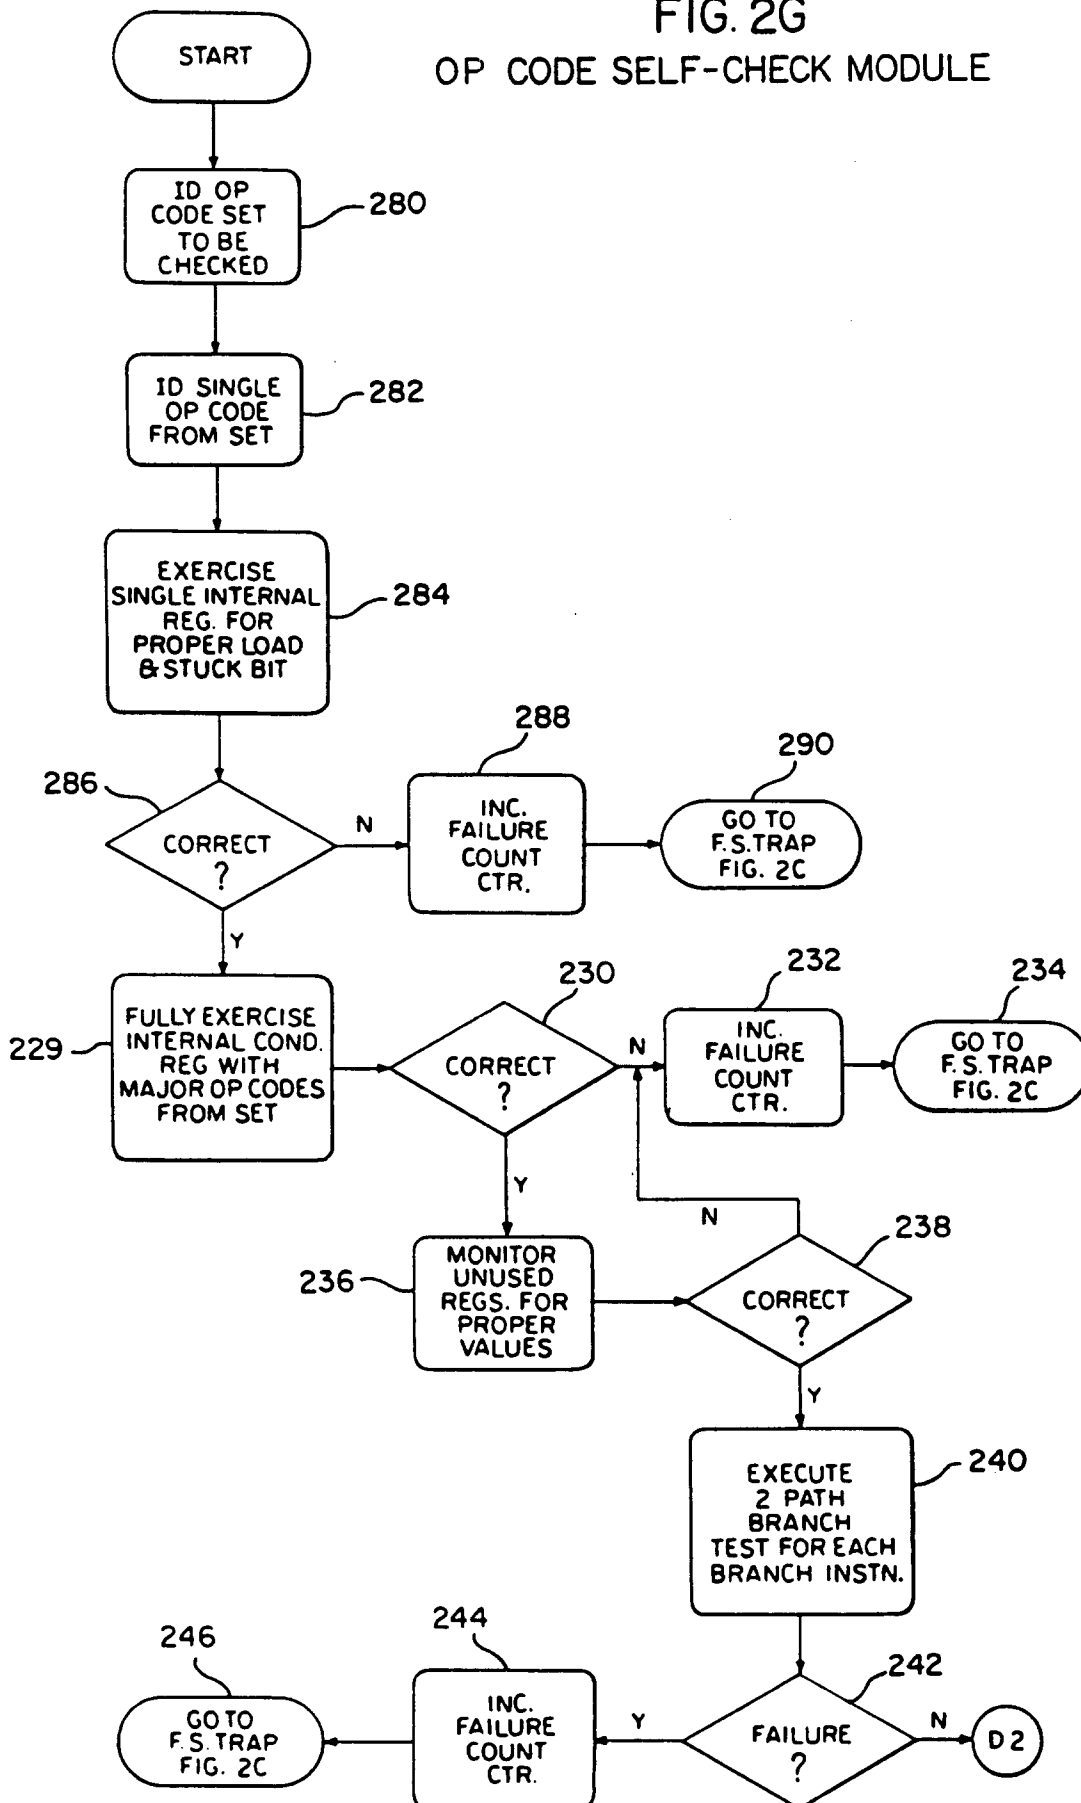 FIG. 2G
OP CODE SELF-CHECK MODULE
START
ID OP
CODE SET
TO BE
CHECKED
280
ID SINGLE
OP CODE
FROM SET
282
EXERCISE
SINGLE INTERNAL
REG. FOR
PROPER LOAD
& STUCK BIT
284
286
CORRECT
?
N
Y
288
INC.
FAILURE
COUNT
CTR.
290
GO TO
F.S. TRAP
FIG. 2C
229
FULLY EXERCISE
INTERNAL COND.
REG WITH
MAJOR OP CODES
FROM SET
230
CORRECT
?
N
Y
232
INC.
FAILURE
COUNT
CTR.
234
GO TO
F.S. TRAP
FIG. 2C
236
MONITOR
UNUSED
REGS. FOR
PROPER
VALUES
238
CORRECT
?
N
Y
240
EXECUTE
2 PATH
BRANCH
TEST FOR EACH
BRANCH INSTN.
242
FAILURE
?
Y
N
D2
244
INC.
FAILURE
COUNT
CTR.
246
GO TO
F.S. TRAP
FIG. 2C